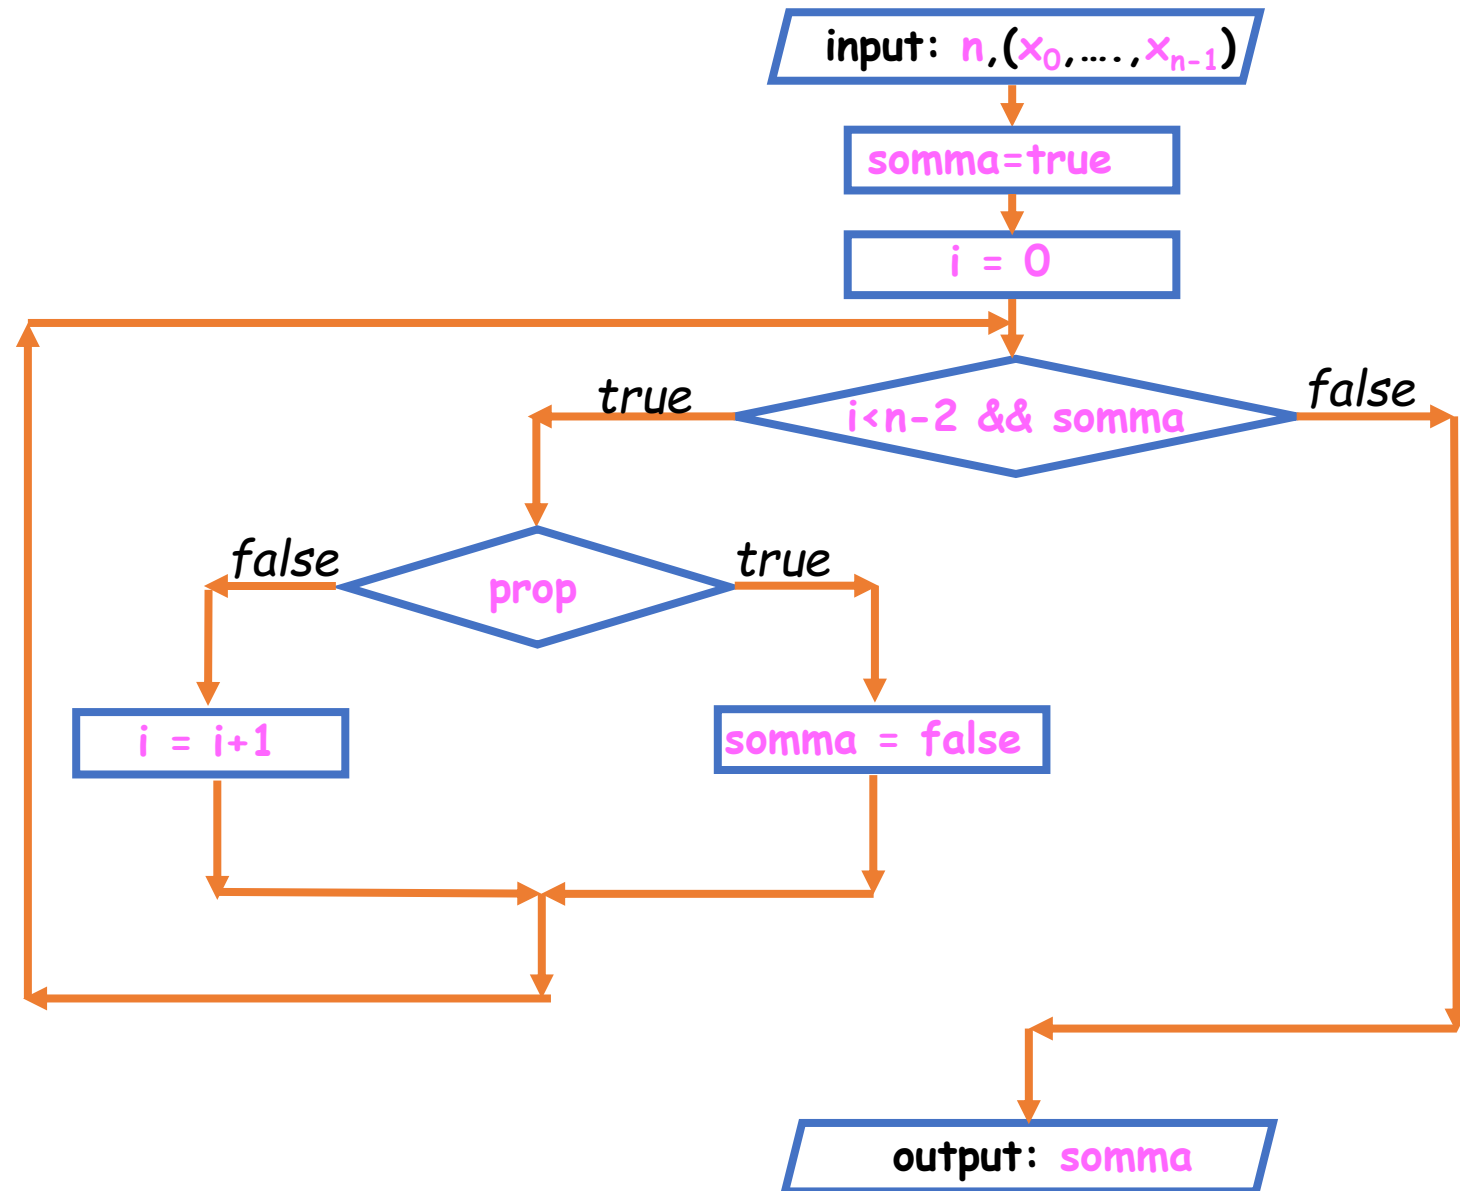 input: n,(x₀,....,xₙ₋₁)
somma=true
i = 0
true
i<n-2 && somma
false
false
prop
true
i = i+1
somma = false
output: somma